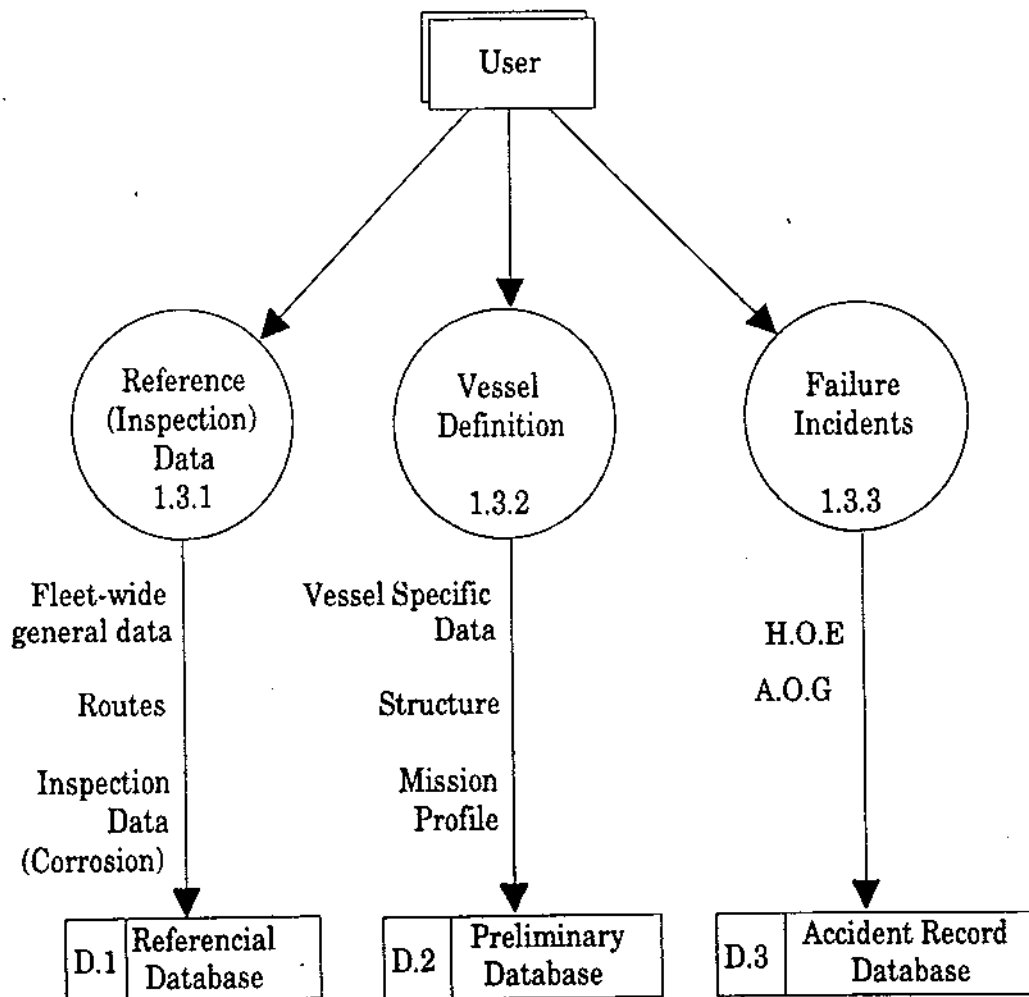 User
Reference
(Inspection)
Data
1.3.1
Vessel
Definition
1.3.2
Failure
Incidents
1.3.3
Fleet-wide
general data
Routes
Inspection
Data
(Corrosion)
Vessel Specific
Data
Structure
Mission
Profile
H.O.E
A.O.G
D.1
Referencial
Database
D.2
Preliminary
Database
D.3
Accident Record
Database